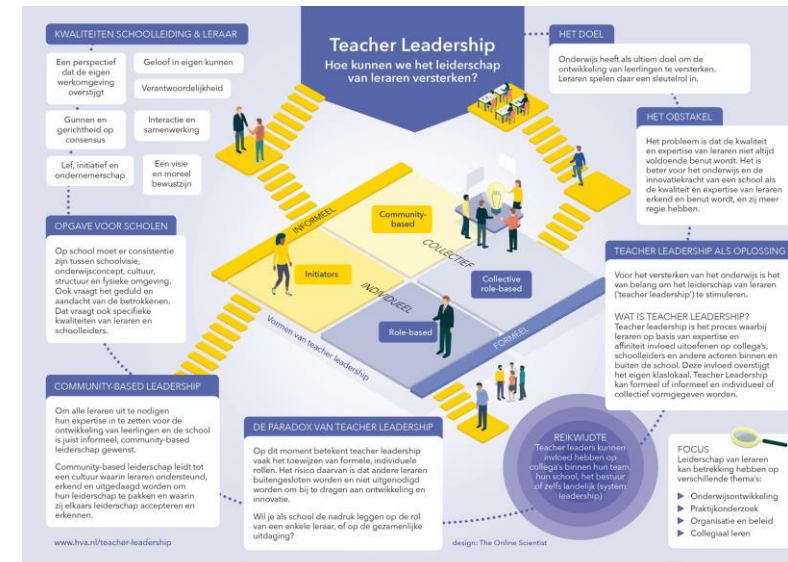 Teacher Leadership
Hoe kunnen we het leiderschap
van leraren versterken?
HET DOEL
Onderwijs heeft als ultiem doel om de
ontwikkeling van leerlingen te versterken.
Leraren spelen daar een sleutelrol in.
HET OBSTAKEL
Het probleem is dat de kwaliteit
en expertise van leraren niet altijd
voldoende benut wordt. Het is
beter voor het onderwijs en de
innovatiekracht van een school als
de kwaliteit en expertise van leraren
erkend en benut wordt, en zij meer
regie hebben.
TEACHER LEADERSHIP ALS OPLOSSING
Voor het versterken van het onderwijs is het
van belang om het leiderschap van leraren
('teacher leadership') te stimuleren.
WAT IS TEACHER LEADERSHIP?
Teacher leadership is het proces waarbij
leraren op basis van expertise en
affiniteit invloed uitoefenen op collega's,
schoolleiders en andere actoren binnen en
buiten de school. Deze invloed overstijgt
het eigen klaslokaal. Teacher Leadership
kan formeel of informeel en individueel of
collectief vormgegeven worden.
FOCUS
Leiderschap van leraren
kan betrekking hebben op
verschillende thema's:
Onderwijsontwikkeling
Praktijkonderzoek
Organisatie en beleid
Collegiaal leren
REIKWIJDTE
Teacher leaders kunnen
invloed hebben op
collega's binnen hun team,
hun school, het bestuur
of zelfs landelijk (system
leadership)
INFORMEEL
COLLECTIEF
INDIVIDUEEL
FORMEEL
Community-
based
Initiators
Collective
role-based
Role-based
Vormen van teacher leadership
DE PARADOX VAN TEACHER LEADERSHIP
Op dit moment betekent teacher leadership
vaak het toewijzen van formele, individuele
rollen. Het risico daarvan is dat andere leraren
buitengesloten worden en niet uitgenodigd
worden om bij te dragen aan ontwikkeling en
innovatie.
Wil je als school de nadruk leggen op de rol
van een enkele leraar, of op de gezamenlijke
uitdaging?
COMMUNITY-BASED LEADERSHIP
Om alle leraren uit te nodigen
hun expertise in te zetten voor de
ontwikkeling van leerlingen en de school
is juist informeel, community-based
leiderschap gewenst.
Community-based leiderschap leidt tot
een cultuur waarin leraren ondersteund,
erkend en uitgedaagd worden om
hun leiderschap te pakken en waarin
zij elkaars leiderschap accepteren en
erkennen.
OPGAVE VOOR SCHOLEN
Op school moet er consistentie
zijn tussen schoolvisie,
onderwijsconcept, cultuur,
structuur en fysieke omgeving.
Ook vraagt het geduld en
aandacht van de betrokkenen.
Dat vraagt ook specifieke
kwaliteiten van leraren en
schoolleiders.
KWALITEITEN SCHOOLLEIDING & LERAAR
Een perspectief
dat de eigen
werkomgeving
overstijgt
Geloof in eigen kunnen
Verantwoordelijkheid
Gunnen en
gerichtheid op
consensus
Interactie en
samenwerking
Lef, initiatief en
ondernemerschap
Een visie
en moreel
bewustzijn
www.hva.nl/teacher-leadership
design: The Online Scientist